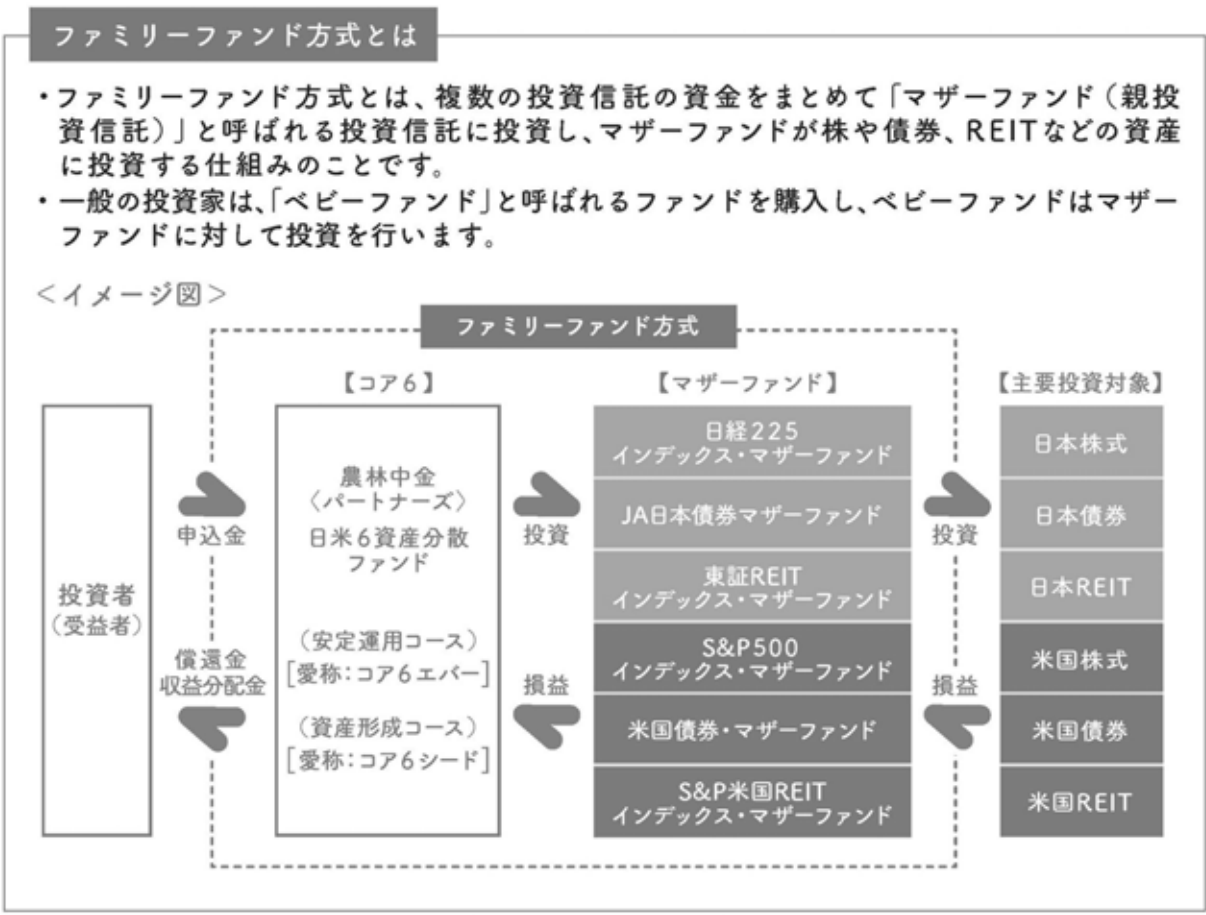 ファミリーファンド方式とは
・ファミリーファンド方式とは、複数の投資信託の資金をまとめて「マザーファンド（親投
資信託）」と呼ばれる投資信託に投資し、マザーファンドが株や債券、REITなどの資産
に投資する仕組みのことです。
・一般の投資家は、「ベビーファンド」と呼ばれるファンドを購入し、ベビーファンドはマザー
ファンドに対して投資を行います。
＜イメージ図＞
ファミリーファンド方式
【コア6】
【マザーファンド】
【主要投資対象】
投資者
（受益者）
申込金
償還金
収益分配金
農林中金
〈パートナーズ〉
日米6資産分散
ファンド
（安定運用コース）
［愛称：コア6エバー］
（資産形成コース）
［愛称：コア6シード］
投資
損益
日経225
インデックス・マザーファンド
JA日本債券マザーファンド
東証REIT
インデックス・マザーファンド
S&P500
インデックス・マザーファンド
米国債券・マザーファンド
S&P米国REIT
インデックス・マザーファンド
投資
損益
日本株式
日本債券
日本REIT
米国株式
米国債券
米国REIT